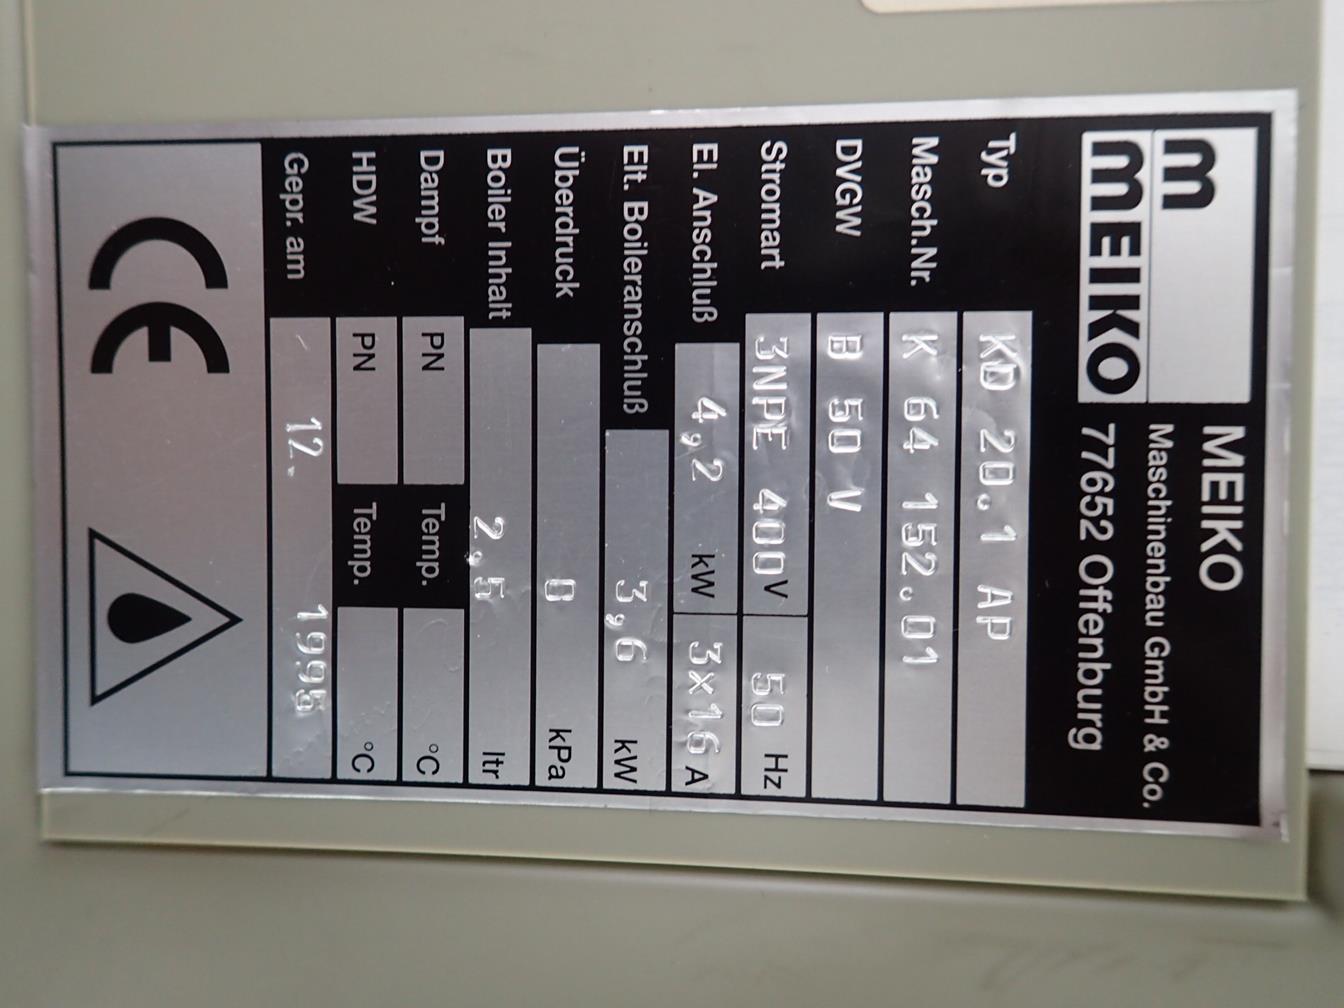 m
MEIKO
MEIKO
Maschinenbau GmbH & Co.
77652 Offenburg
Typ KD 20.1 AP
Masch.Nr. K 64 152.01
DVGW B 50 V
Stromart 3NPE 400 V 50 Hz
El. Anschluß 4,2 kW 3x16 A
Elt. Boileranschluß 3,6 kW
Überdruck 0 kPa
Boiler Inhalt 2.5 ltr
Dampf PN Temp. °C
HDW PN Temp. °C
Gepr. am 12. 1995
CE